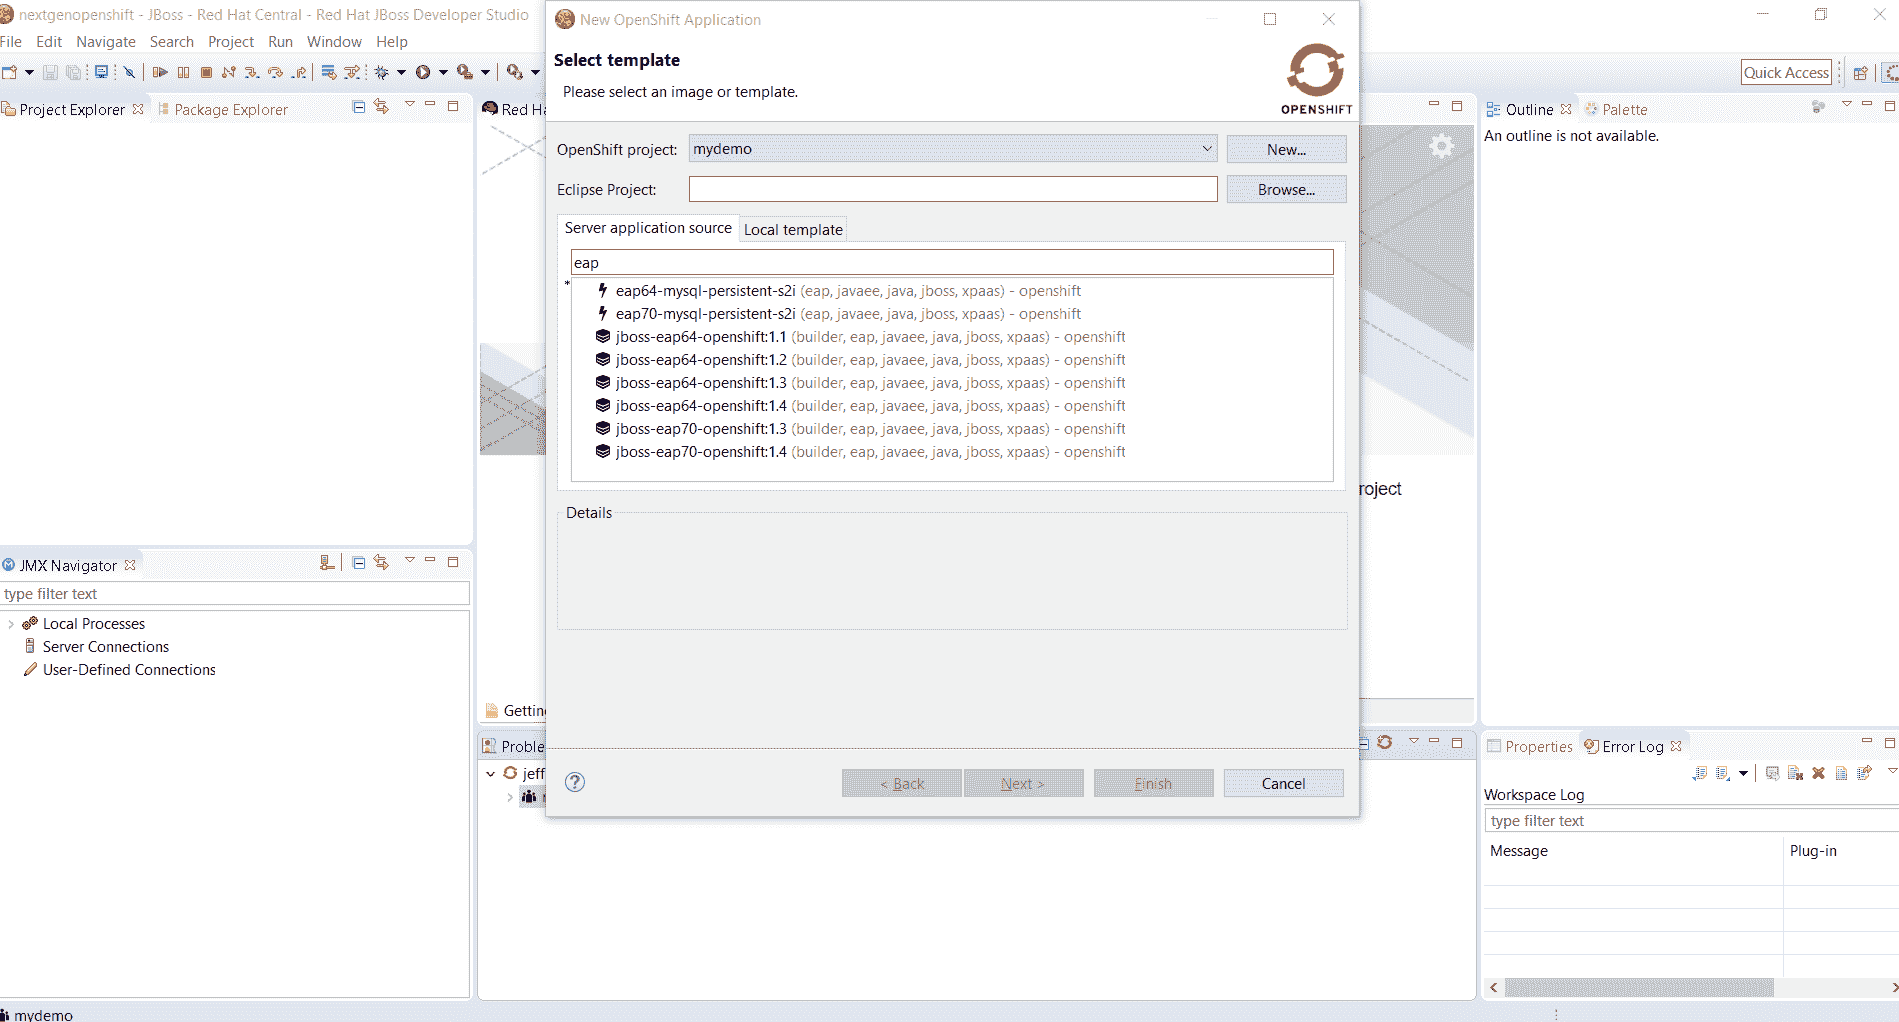 nextgenopenshift - JBoss - Red Hat Central - Red Hat JBoss Developer Studio
File Edit Navigate Search Project Run Window Help
Quick Access
Project Explorer Package Explorer
Red Ha
Outline Palette
An outline is not available.
New OpenShift Application
Select template
Please select an image or template.
OPENSHIFT
OpenShift project: mydemo New...
Eclipse Project: Browse...
Server application source Local template
eap
*
eap64-mysql-persistent-s2i (eap, javaee, java, jboss, xpaas) - openshift
eap70-mysql-persistent-s2i (eap, javaee, java, jboss, xpaas) - openshift
jboss-eap64-openshift:1.1 (builder, eap, javaee, java, jboss, xpaas) - openshift
jboss-eap64-openshift:1.2 (builder, eap, javaee, java, jboss, xpaas) - openshift
jboss-eap64-openshift:1.3 (builder, eap, javaee, java, jboss, xpaas) - openshift
jboss-eap64-openshift:1.4 (builder, eap, javaee, java, jboss, xpaas) - openshift
jboss-eap70-openshift:1.3 (builder, eap, javaee, java, jboss, xpaas) - openshift
jboss-eap70-openshift:1.4 (builder, eap, javaee, java, jboss, xpaas) - openshift
Details
< Back Next > Finish Cancel
roject
JMX Navigator
type filter text
Local Processes
Server Connections
User-Defined Connections
Getting
Proble
jeff
Properties Error Log
Workspace Log
type filter text
Message Plug-in
mydemo